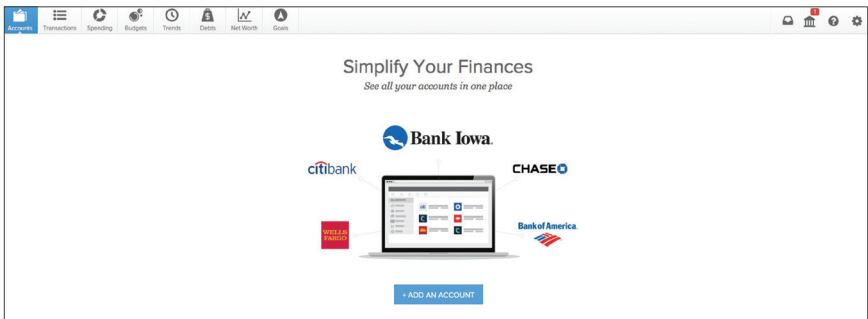 Accounts
Transactions
Spending
Budgets
Trends
Debts
Net Worth
Goals
1
Simplify Your Finances
See all your accounts in one place
Bank Iowa.
citibank
CHASE
WELLS
FARGO
Bank of America.
+ ADD AN ACCOUNT